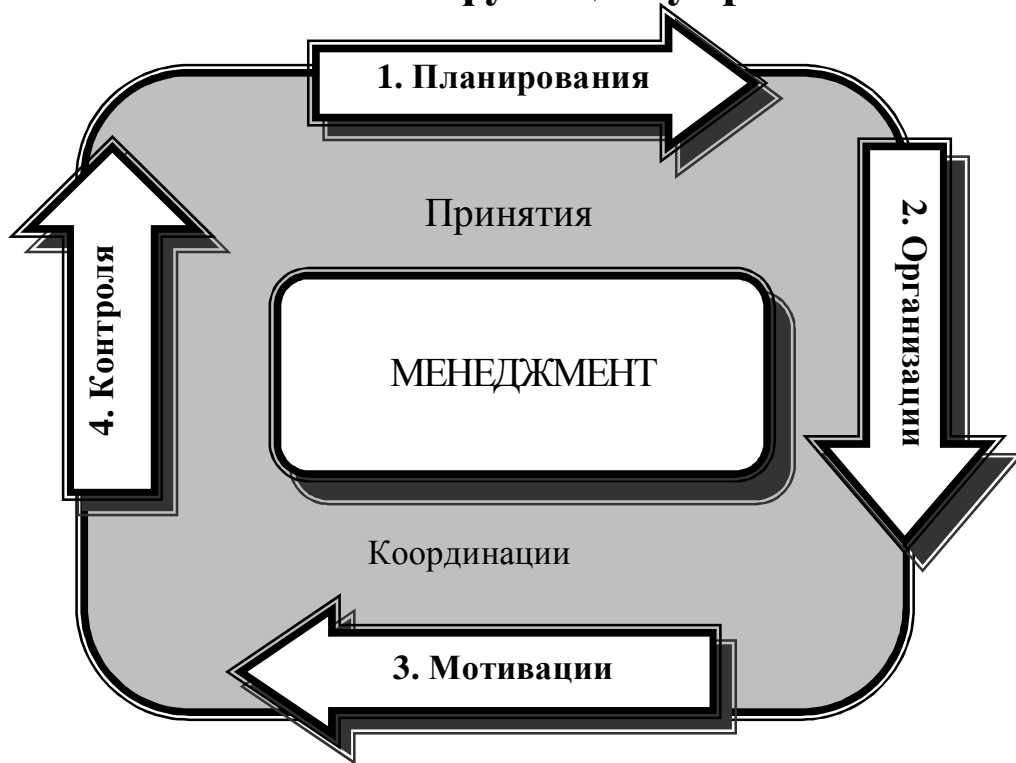 1. Планирования
Принятия
2. Организации
МЕНЕДЖМЕНТ
4. Контроля
Координации
3. Мотивации